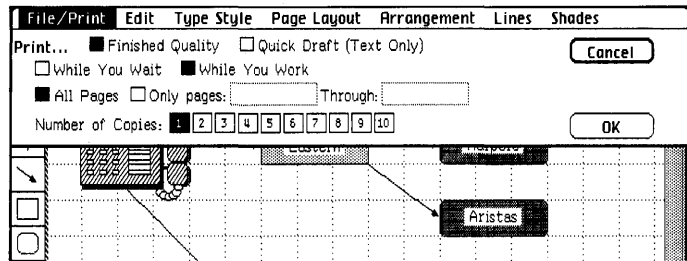 File/Print Edit Type Style Page Layout Arrangement Lines Shades
Print... Finished Quality Quick Draft (Text Only) Cancel
While You Wait While You Work
All Pages Only pages: Through:
Number of Copies: 1 2 3 4 5 6 7 8 9 10 OK
Eastern
Aristas